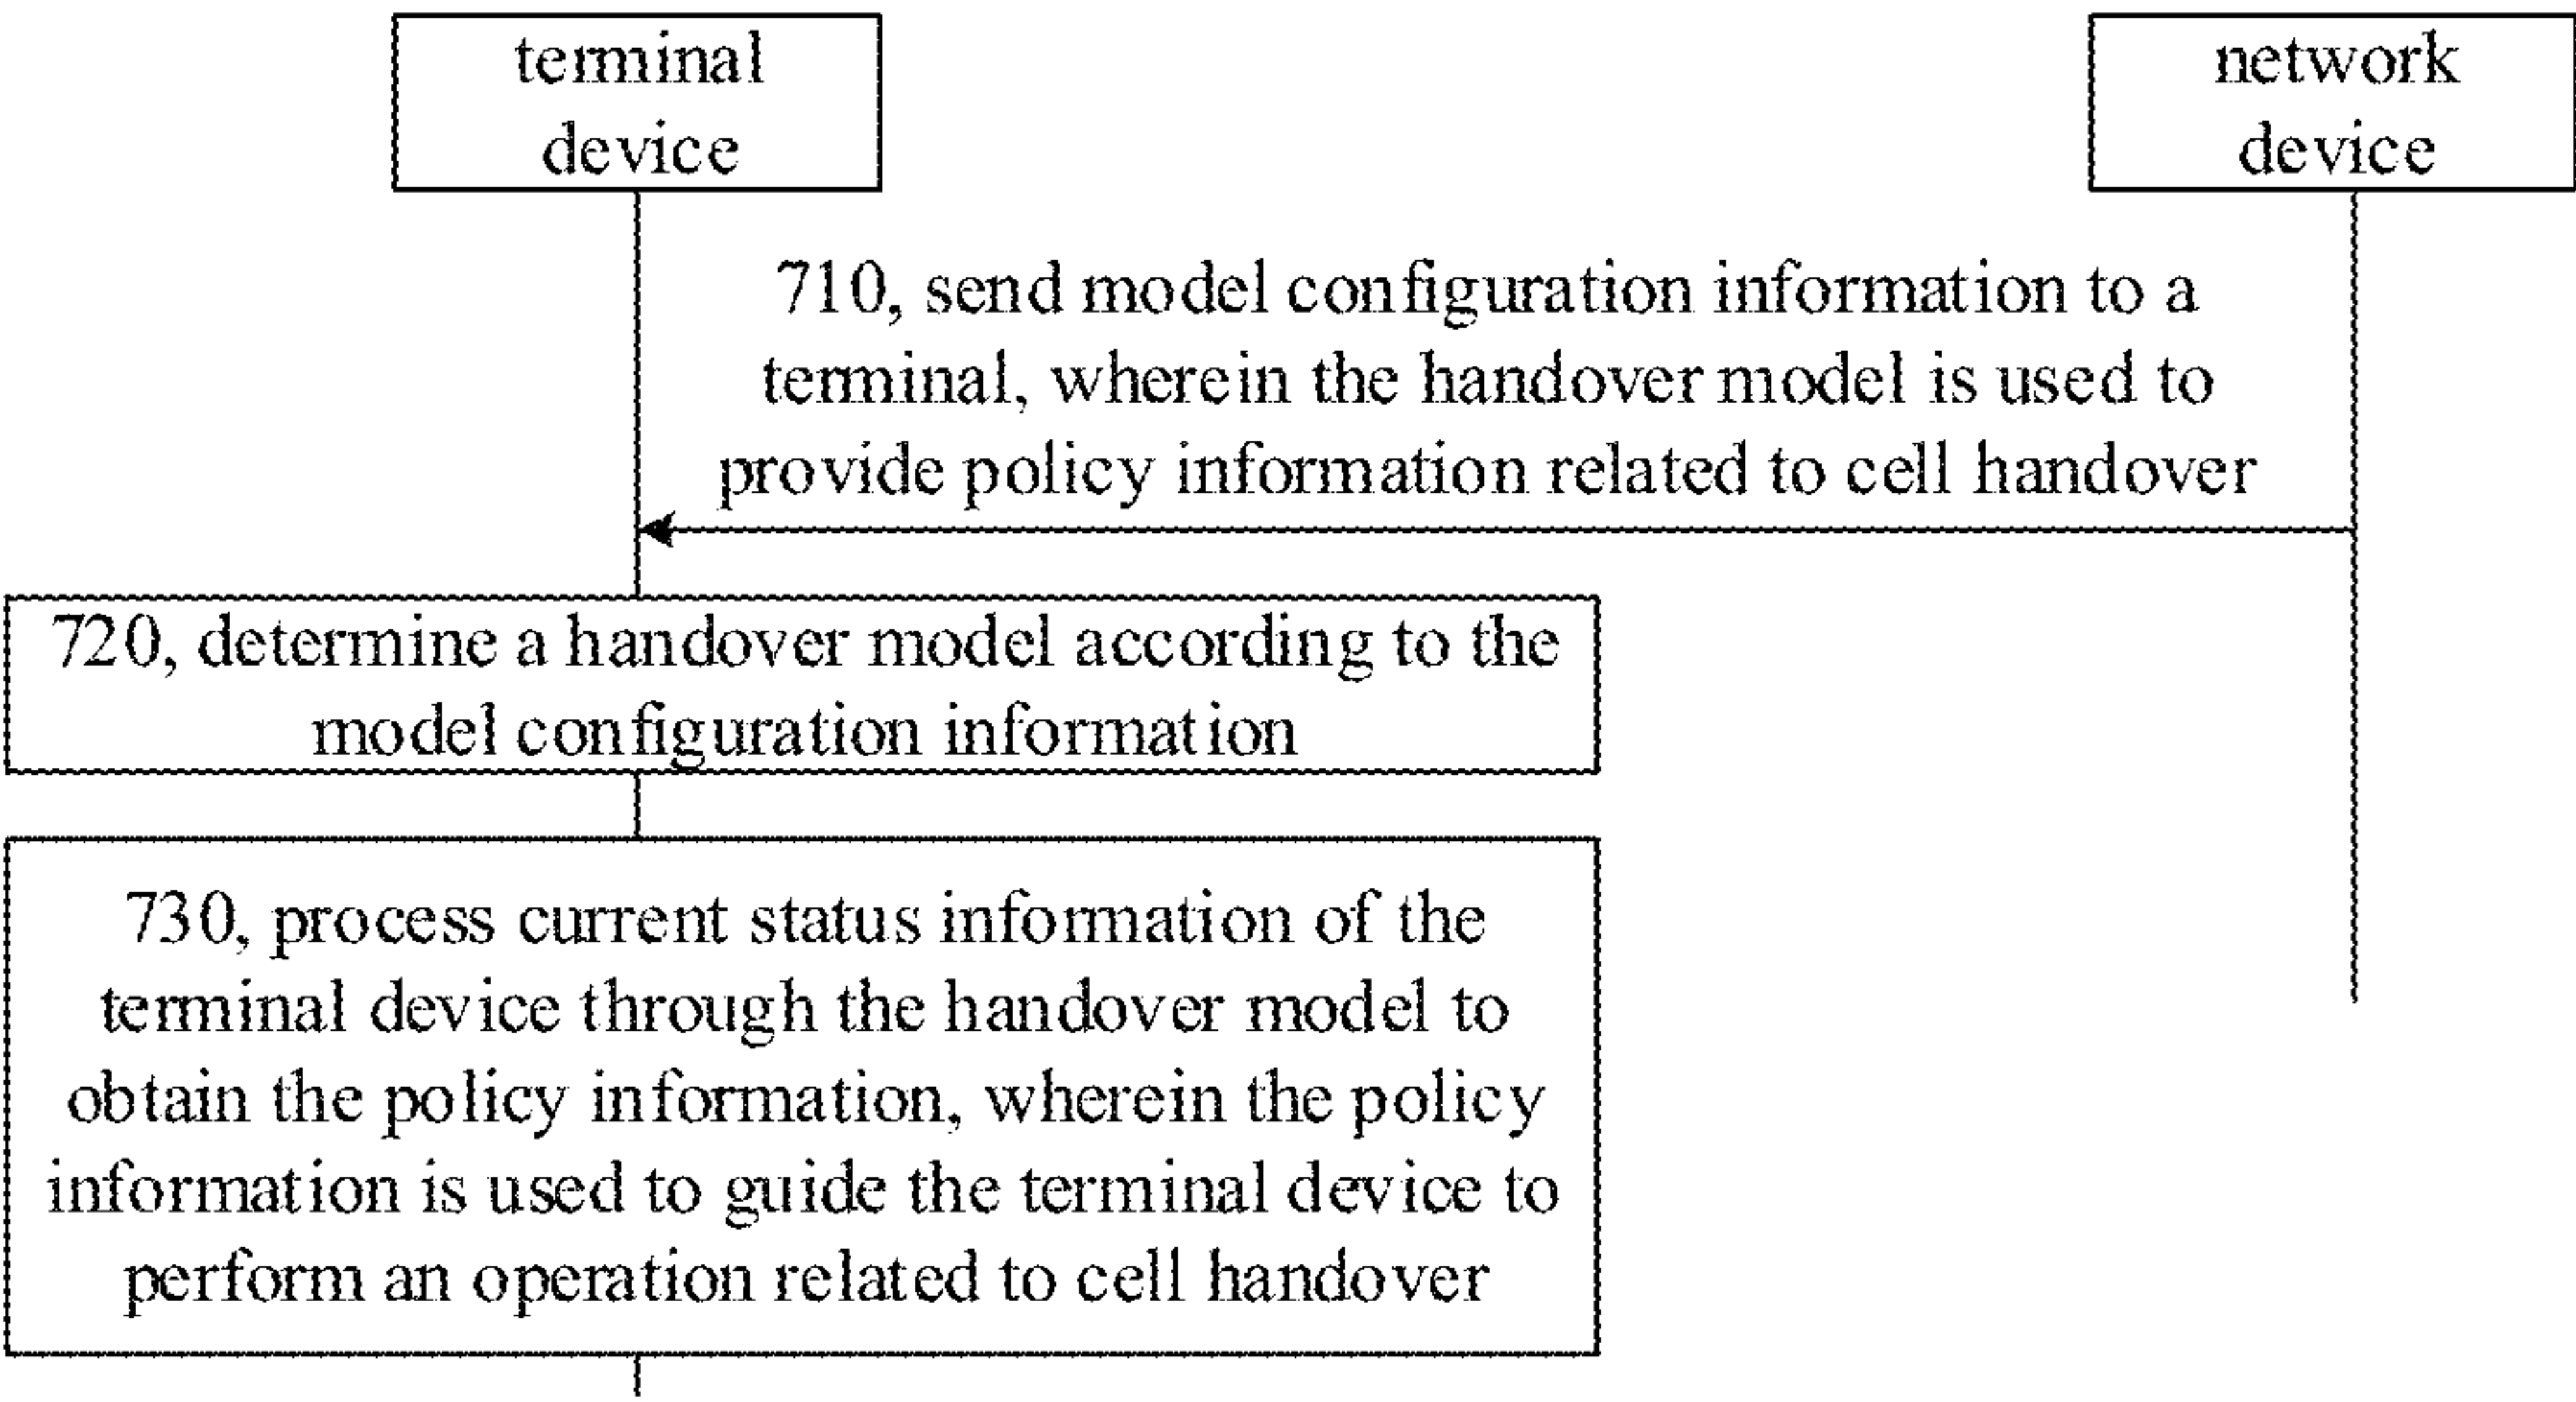 terminal
device
network
device
710, send model configuration information to a
terminal, wherein the handover model is used to
provide policy information related to cell handover
720, determine a handover model according to the
model configuration information
730, process current status information of the
terminal device through the handover model to
obtain the policy information, wherein the policy
information is used to guide the terminal device to
perform an operation related to cell handover